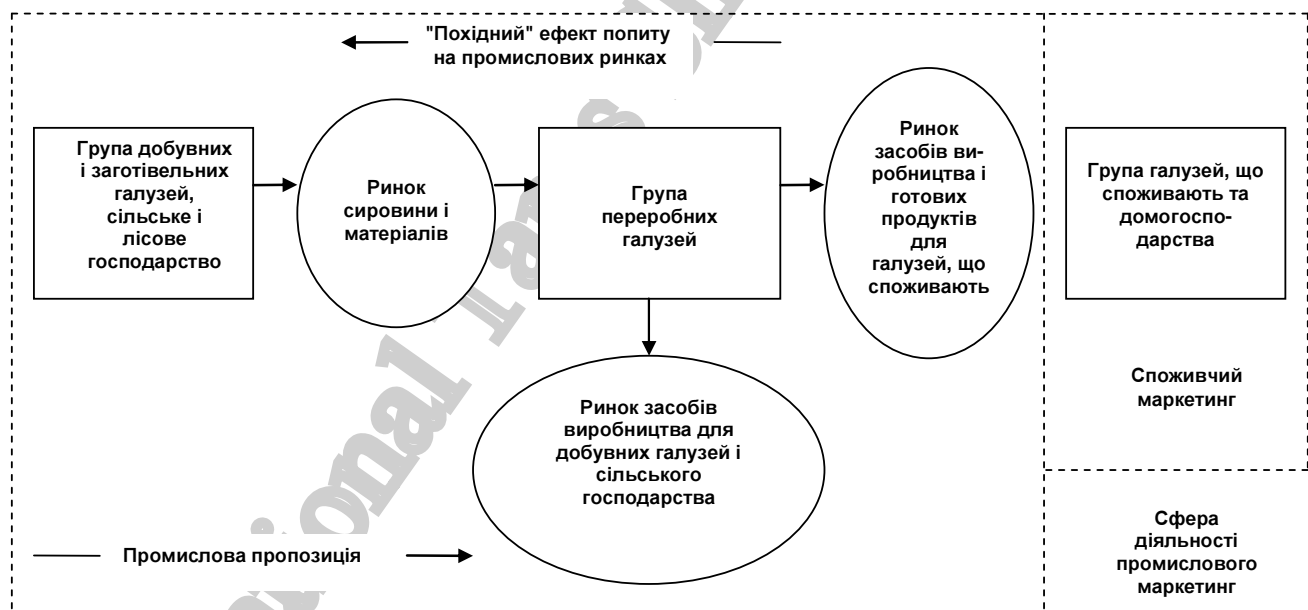 "Похідний" ефект попиту
на промислових ринках
Група добувних
і заготівельних
галузей,
сільське і
лісове
господарство
Ринок
сировини і
матеріалів
Група
переробних
галузей
Ринок
засобів ви-
робництва і
готових
продуктів
для
галузей, що
споживають
Група галузей, що
споживають та
домогоспо-
дарства
Споживчий
маркетинг
Ринок засобів
виробництва для
добувних галузей і
сільського
господарства
Промислова пропозиція
Сфера
діяльності
промислового
маркетинг